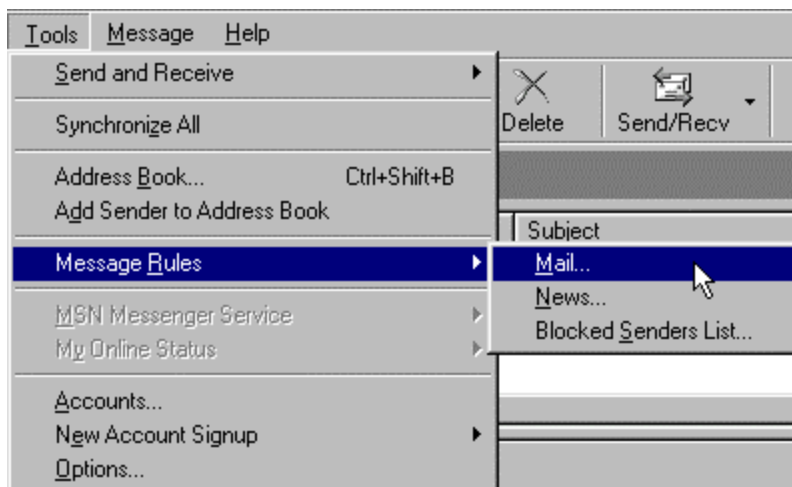 Tools Message Help
Send and Receive
Delete Send/Recv
Synchronize All
Address Book... Ctrl+Shift+B
Add Sender to Address Book
Subject
Message Rules
Mail...
News...
Blocked Senders List...
MSN Messenger Service
My Online Status
Accounts...
New Account Signup
Options...